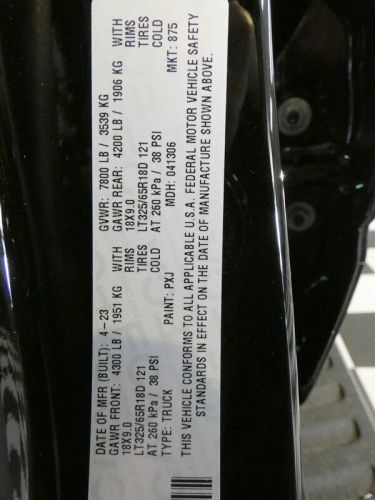 DATE OF MFR (BUILT): 4-23 GVWR: 7800 LB / 3539 KG
GAWR FRONT: 4300 LB / 1951 KG WITH GAWR REAR: 4200 LB / 1906 KG WITH
18X9.0 RIMS 18X9.0 RIMS
LT325/65R18D 121 TIRES LT325/65R18D 121 TIRES
AT 260 kPa / 38 PSI COLD AT 260 kPa / 38 PSI COLD
TYPE: TRUCK PAINT: PXJ MDH: 041306 MKT: 875
THIS VEHICLE CONFORMS TO ALL APPLICABLE U.S.A. FEDERAL MOTOR VEHICLE SAFETY
STANDARDS IN EFFECT ON THE DATE OF MANUFACTURE SHOWN ABOVE.